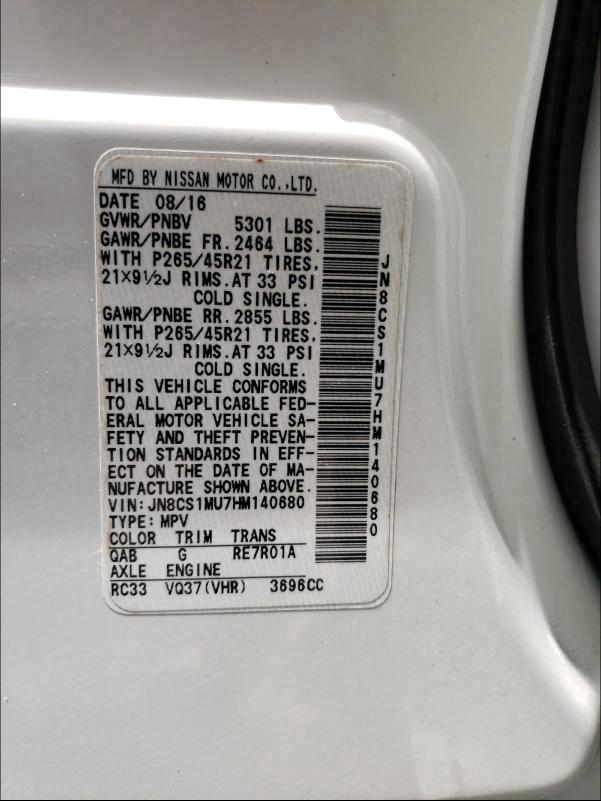 MFD BY NISSAN MOTOR CO.,LTD.
DATE 08/16
GVWR/PNBV 5301 LBS.
GAWR/PNBE FR. 2464 LBS.
WITH P265/45R21 TIRES,
21×9½J RIMS.AT 33 PSI
COLD SINGLE.
GAWR/PNBE RR. 2855 LBS.
WITH P265/45R21 TIRES,
21×9½J RIMS.AT 33 PSI
COLD SINGLE.
THIS VEHICLE CONFORMS
TO ALL APPLICABLE FED-
ERAL MOTOR VEHICLE SA-
FETY AND THEFT PREVEN-
TION STANDARDS IN EFF-
ECT ON THE DATE OF MA-
NUFACTURE SHOWN ABOVE.
VIN: JN8CS1MU7HM140680
TYPE: MPV
COLOR TRIM TRANS
QAB G RE7R01A
AXLE ENGINE
RC33 VQ37(VHR) 3696CC
JN8CS1MU7HM140680